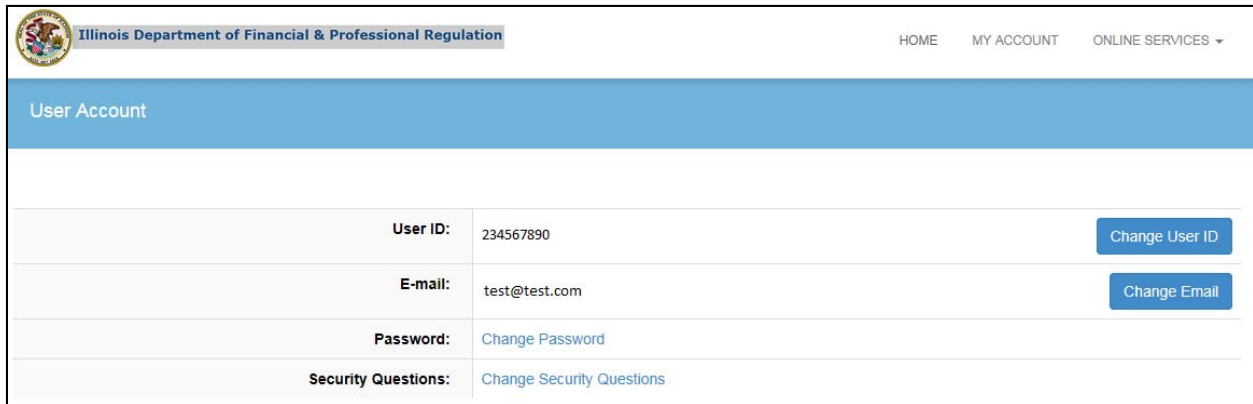 Illinois Department of Financial & Professional Regulation
HOME MY ACCOUNT ONLINE SERVICES
User Account
User ID: 234567890 Change User ID
E-mail: test@test.com Change Email
Password: Change Password
Security Questions: Change Security Questions